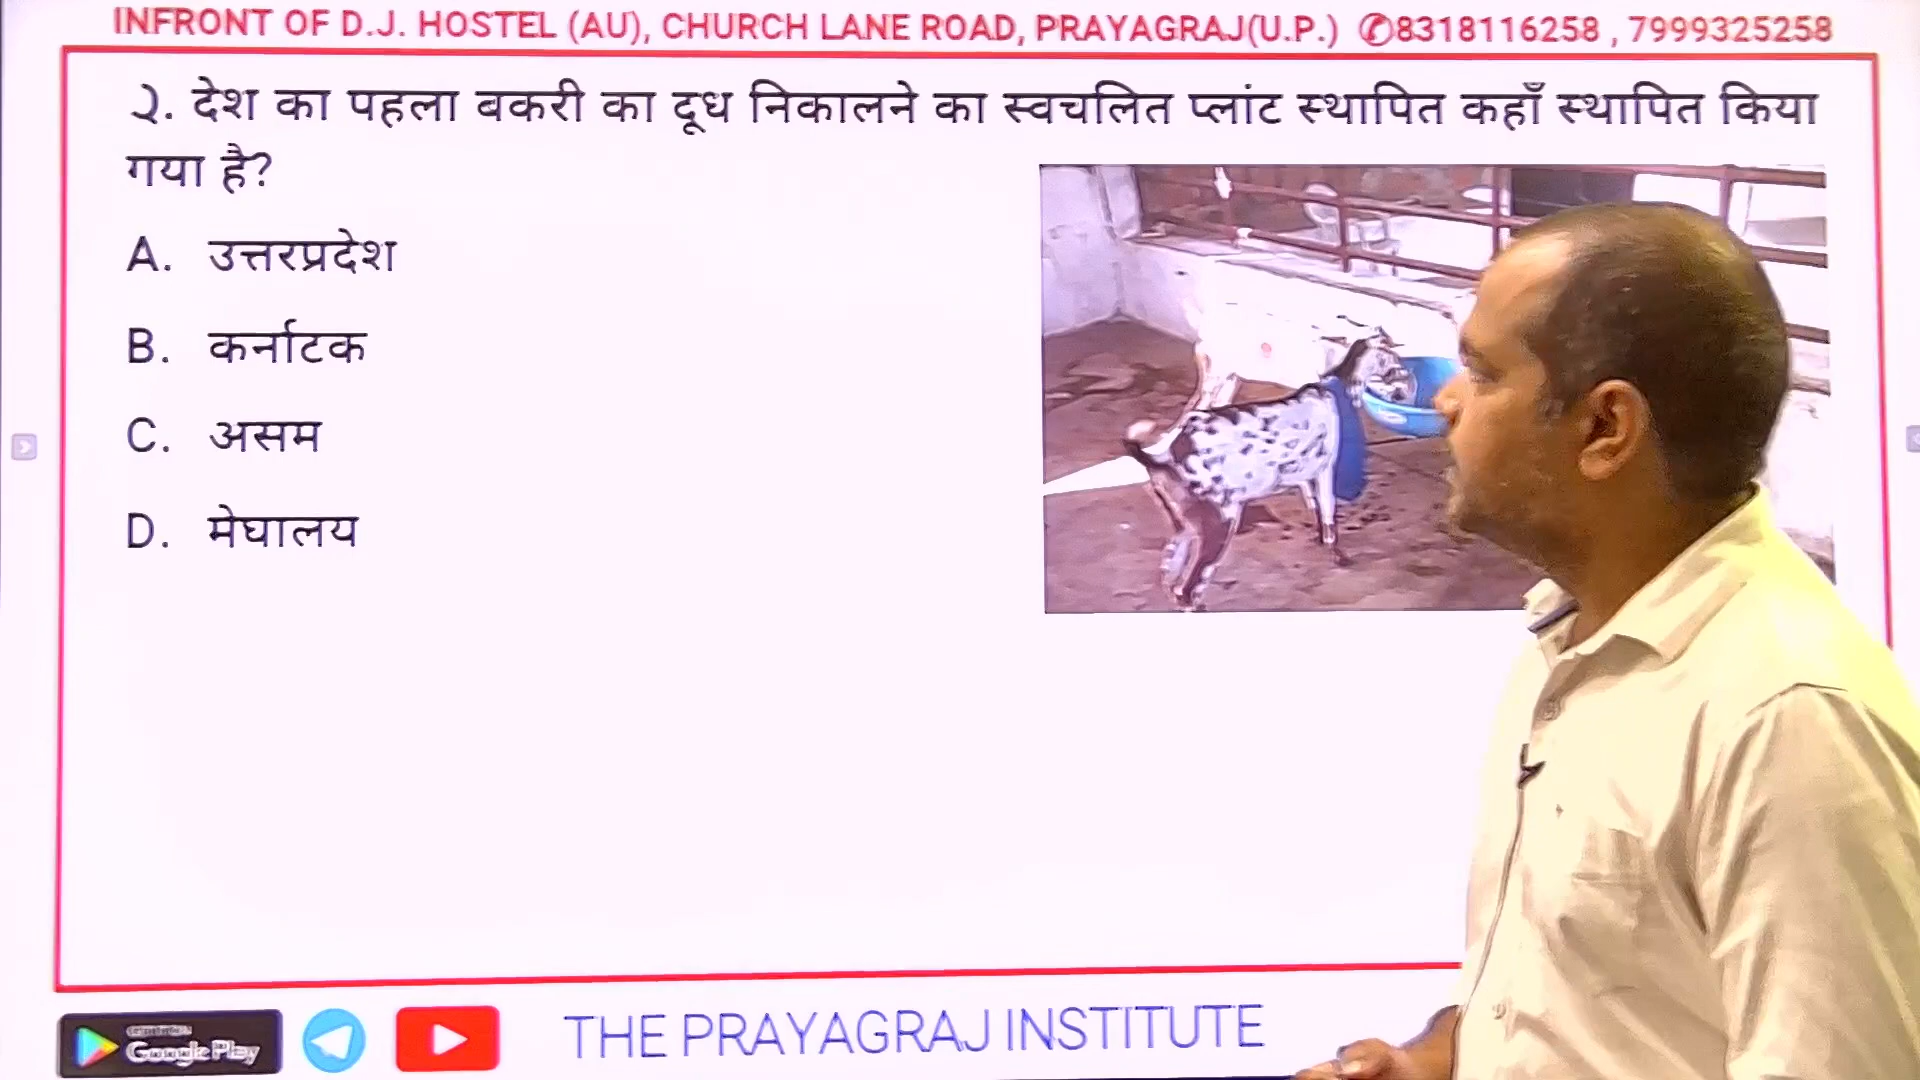 INFRONT OF D.J. HOSTEL (AU), CHURCH LANE ROAD, PRAYAGRAJ(U.P.) ✆8318116258 , 7999325258
Q. देश का पहला बकरी का दूध निकालने का स्वचलित प्लांट स्थापित कहाँ स्थापित किया
गया है?
A. उत्तरप्रदेश
B. कर्नाटक
C. असम
D. मेघालय
Google Play
THE PRAYAGRAJ INSTITUTE